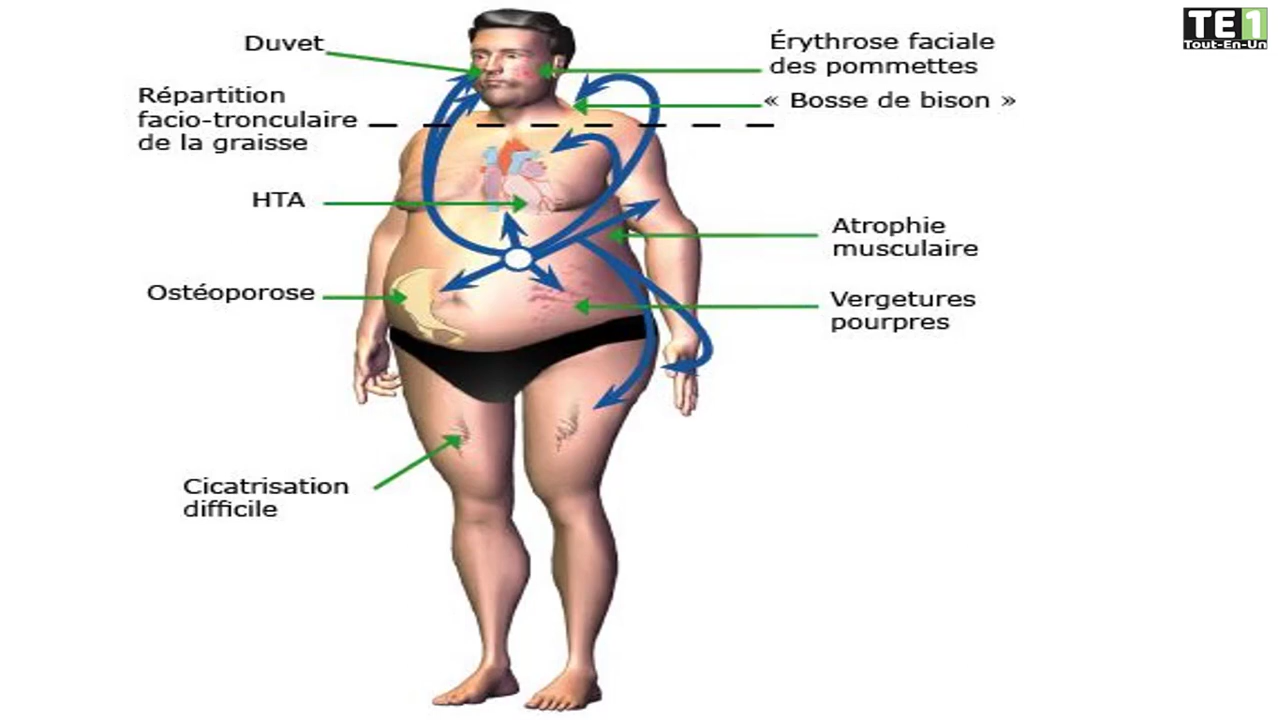 TE1
Tout-En-Un
Duvet
Répartition
facio-tronculaire
de la graisse
HTA
Ostéoporose
Cicatrisation
difficile
Érythrose faciale
des pommettes
« Bosse de bison »
Atrophie
musculaire
Vergetures
pourpres